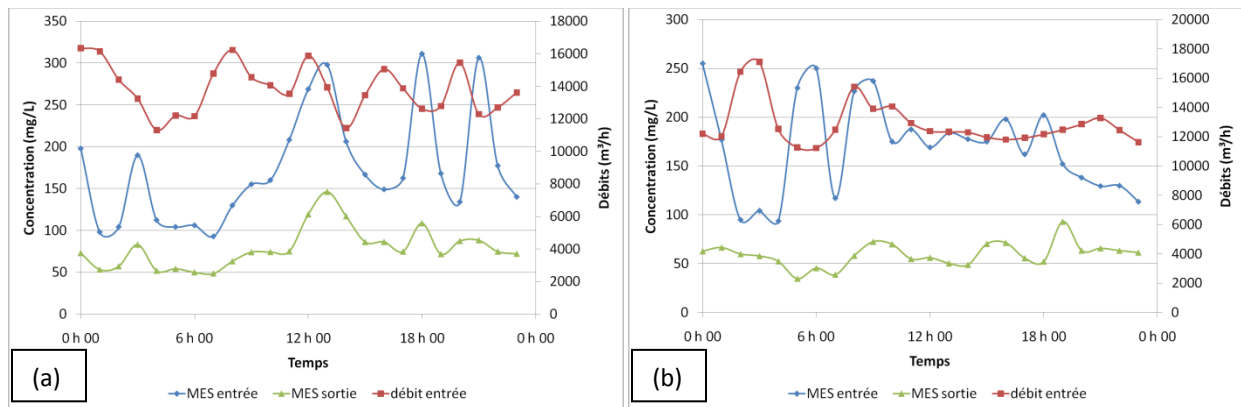 350
300
250
200
150
100
50
0
Concentration (mg/L)
18000
16000
14000
12000
10000
8000
6000
4000
2000
0
Débits (m³/h)
0 h 00
6 h 00
12 h 00
18 h 00
0 h 00
Temps
(a)
MES entrée
MES sortie
débit entrée
300
250
200
150
100
50
0
Concentration (mg/L)
20000
18000
16000
14000
12000
10000
8000
6000
4000
2000
0
Débits (m³/h)
0 h 00
6 h 00
12 h 00
18 h 00
0 h 00
Temps
(b)
MES entrée
MES sortie
débit entrée